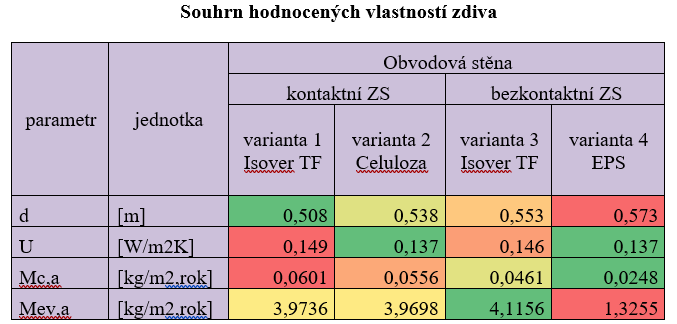 Souhrn hodnocených vlastností zdiva
parametr jednotka Obvodová stěna
kontaktní ZS bezkontaktní ZS
varianta 1 Isover TF varianta 2 Celuloza varianta 3 Isover TF varianta 4 EPS
d [m] 0,508 0,538 0,553 0,573
U [W/m2K] 0,149 0,137 0,146 0,137
Mc,a [kg/m2,rok] 0,0601 0,0556 0,0461 0,0248
Mev,a [kg/m2,rok] 3,9736 3,9698 4,1156 1,3255